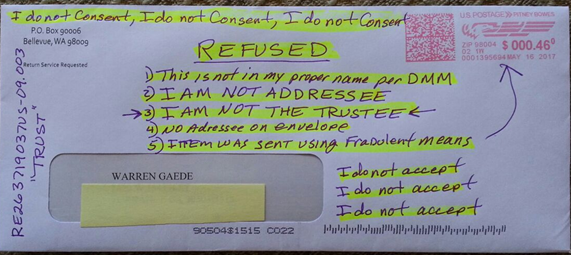 I do not Consent, I do not Consent, I do not Consent
P.O. Box 90006
Bellevue, WA 98009
Return Service Requested
U.S. POSTAGE PITNEY BOWES
ZIP 98004
02 1R
$ 000.46⁰
0001395694 MAY 16 2017
REFUSED
1) This is not in my proper name per DMM
2) I AM NOT ADDRESSEE
3) I AM NOT THE TRUSTEE
4) NO Adressee on envelope
5) ITEM WAS SENT USING Fradulent means
RE263719037US-09.003
"TRUST"
WARREN GAEDE
I do not accept
I do not accept
I do not accept
90504$1515 C022